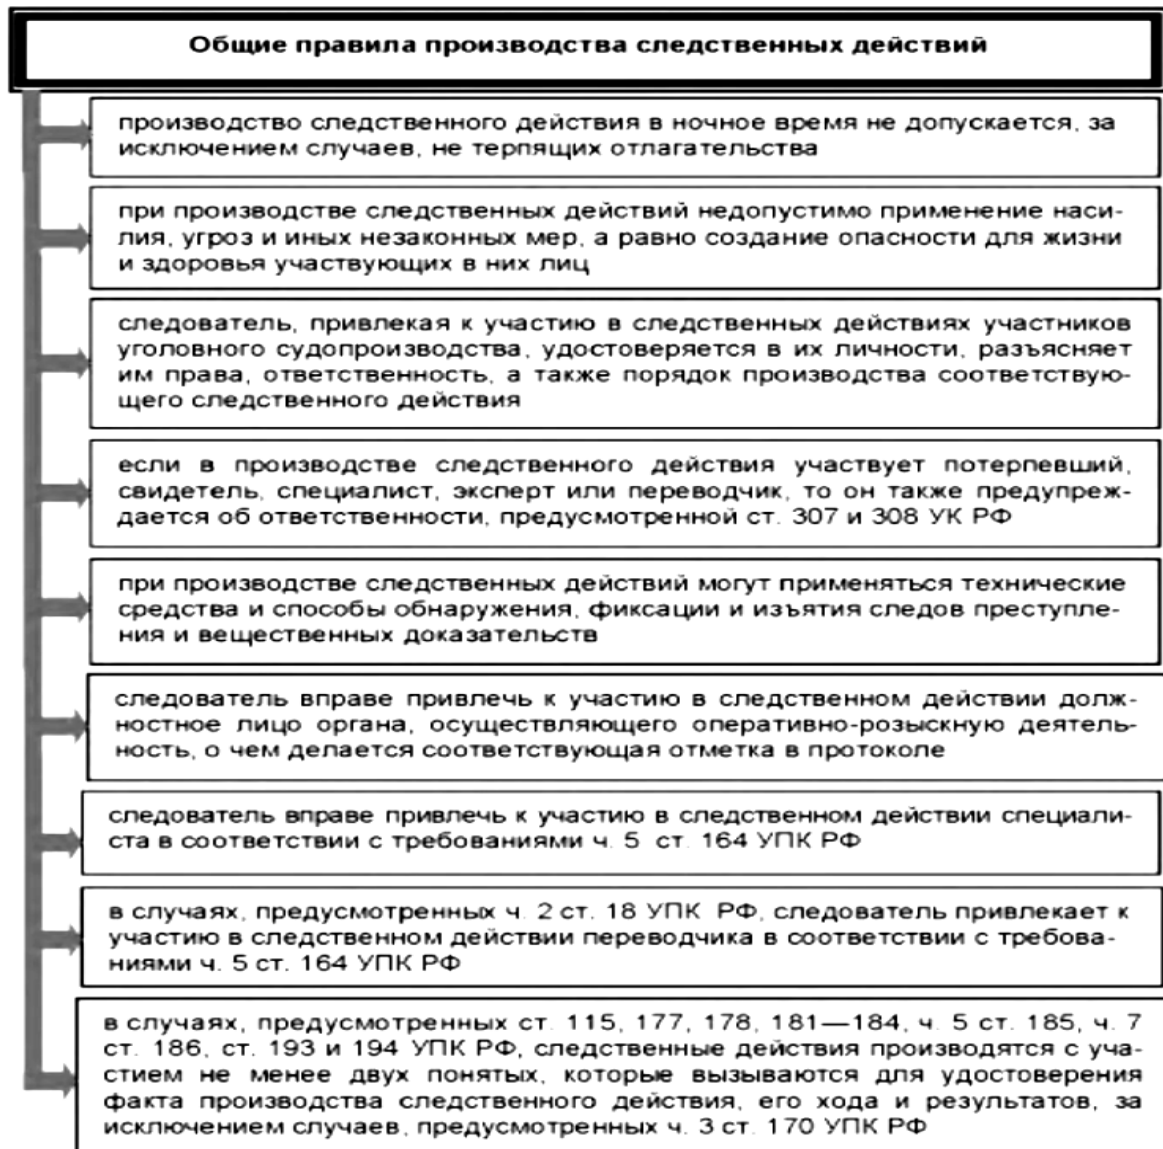 Общие правила производства следственных действий
производство следственного действия в ночное время не допускается, за
исключением случаев, не терпящих отлагательства
при производстве следственных действий недопустимо применение наси-
лия, угроз и иных незаконных мер, а равно создание опасности для жизни
и здоровья участвующих в них лиц
следователь, привлекая к участию в следственных действиях участников
уголовного судопроизводства, удостоверяется в их личности, разъясняет
им права, ответственность, а также порядок производства соответствую-
щего следственного действия
если в производстве следственного действия участвует потерпевший,
свидетель, специалист, эксперт или переводчик, то он также предупреж-
дается об ответственности, предусмотренной ст. 307 и 308 УК РФ
при производстве следственных действий могут применяться технические
средства и способы обнаружения, фиксации и изъятия следов преступле-
ния и вещественных доказательств
следователь вправе привлечь к участию в следственном действии долж-
ностное лицо органа, осуществляющего оперативно-розыскную деятель-
ность, о чем делается соответствующая отметка в протоколе
следователь вправе привлечь к участию в следственном действии специали-
ста в соответствии с требованиями ч. 5 ст. 164 УПК РФ
в случаях, предусмотренных ч. 2 ст. 18 УПК РФ, следователь привлекает к
участию в следственном действии переводчика в соответствии с требова-
ниями ч. 5 ст. 164 УПК РФ
в случаях, предусмотренных ст. 115, 177, 178, 181—184, ч. 5 ст. 185, ч. 7
ст. 186, ст. 193 и 194 УПК РФ, следственные действия производятся с уча-
стием не менее двух понятых, которые вызываются для удостоверения
факта производства следственного действия, его хода и результатов, за
исключением случаев, предусмотренных ч. 3 ст. 170 УПК РФ